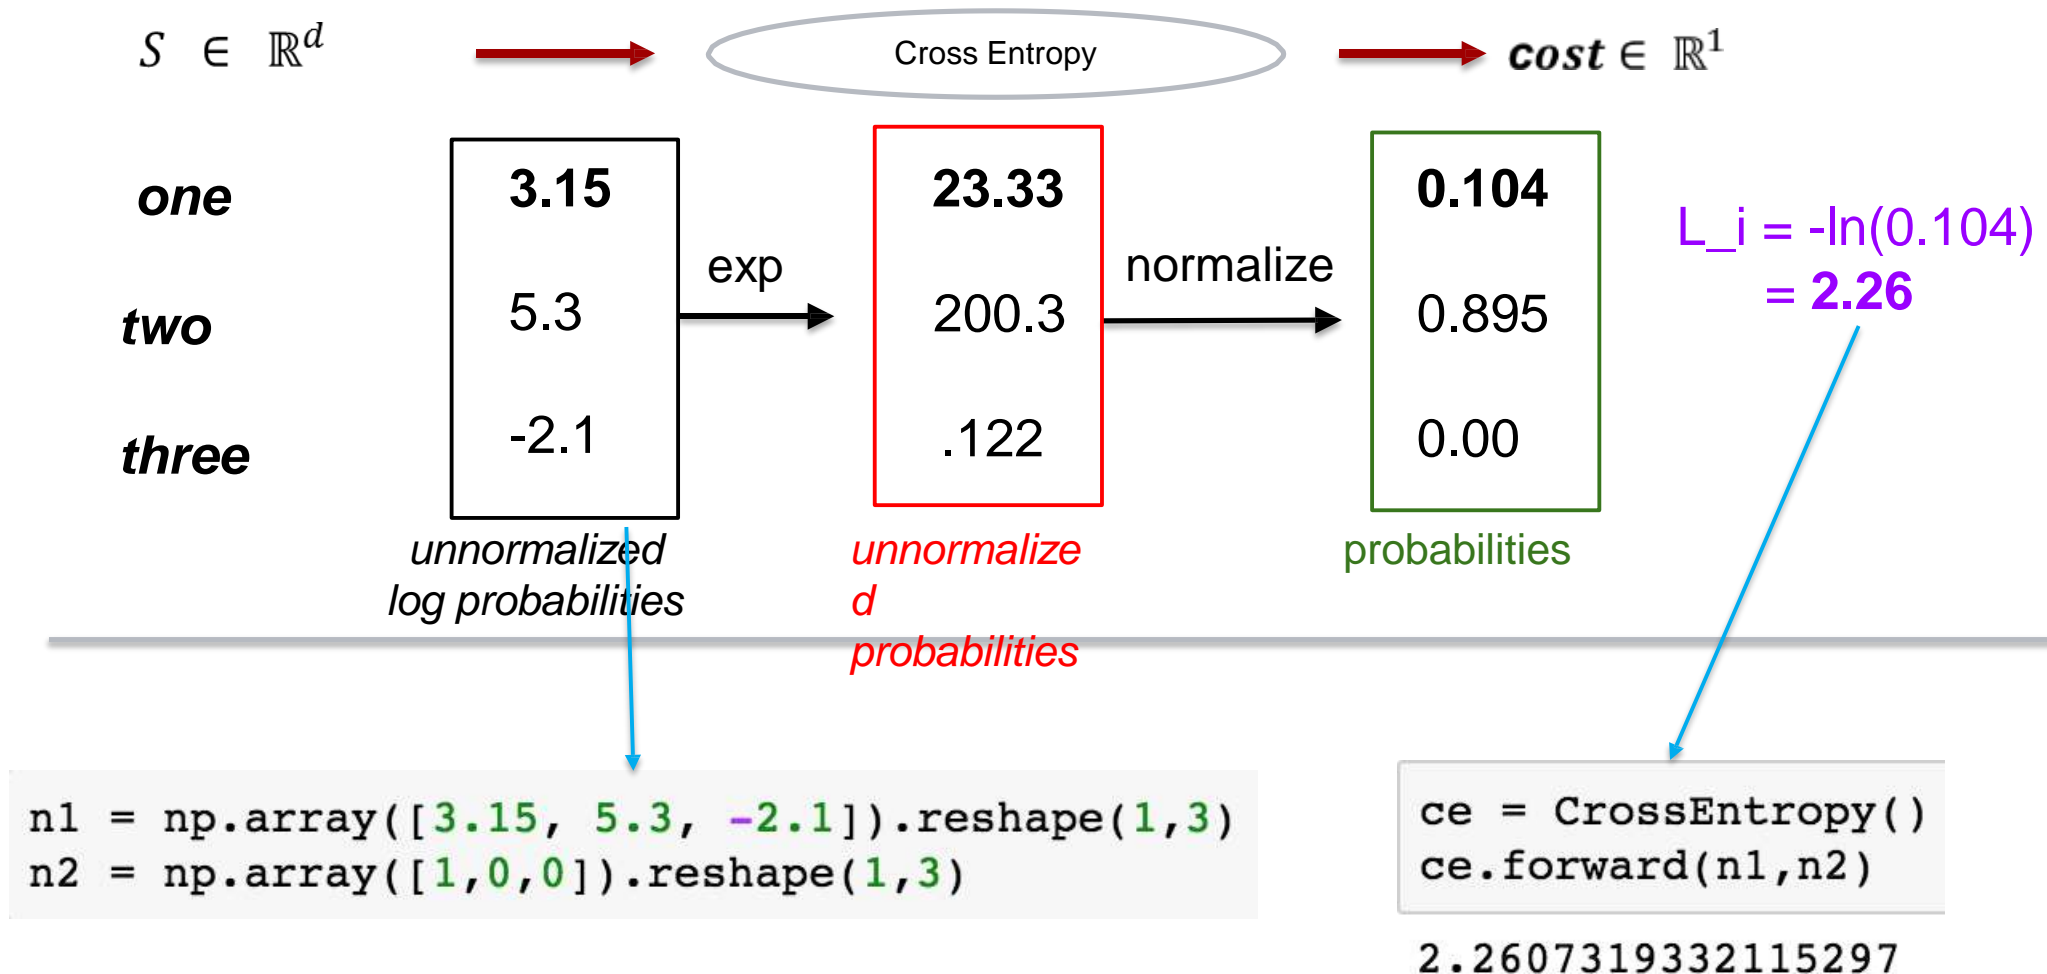 S ∈ ℝ^d
Cross Entropy
cost ∈ ℝ^1
one
3.15
23.33
0.104
L_i = -ln(0.104)
= 2.26
exp
normalize
two
5.3
200.3
0.895
three
-2.1
.122
0.00
unnormalized
log probabilities
unnormalize
d
probabilities
probabilities
n1 = np.array([3.15, 5.3, -2.1]).reshape(1,3)
n2 = np.array([1,0,0]).reshape(1,3)
ce = CrossEntropy()
ce.forward(n1,n2)
2.2607319332115297